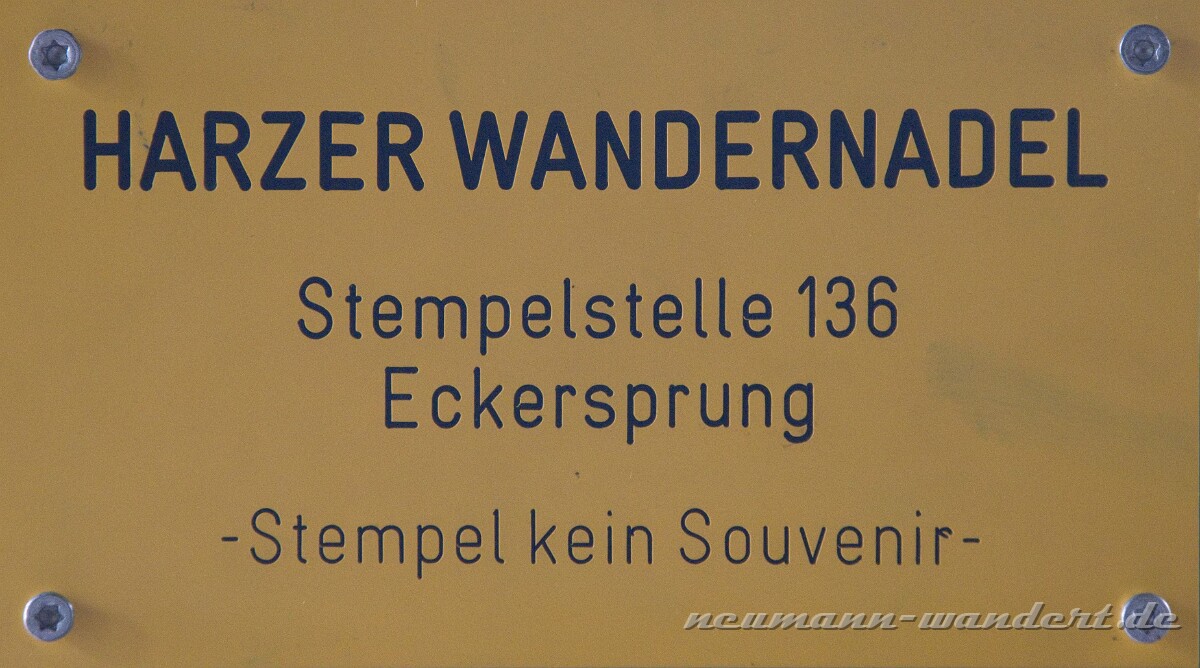 HARZER WANDERNADEL
Stempelstelle 136
Eckersprung
-Stempel kein Souvenir-
neumann-wandert.de